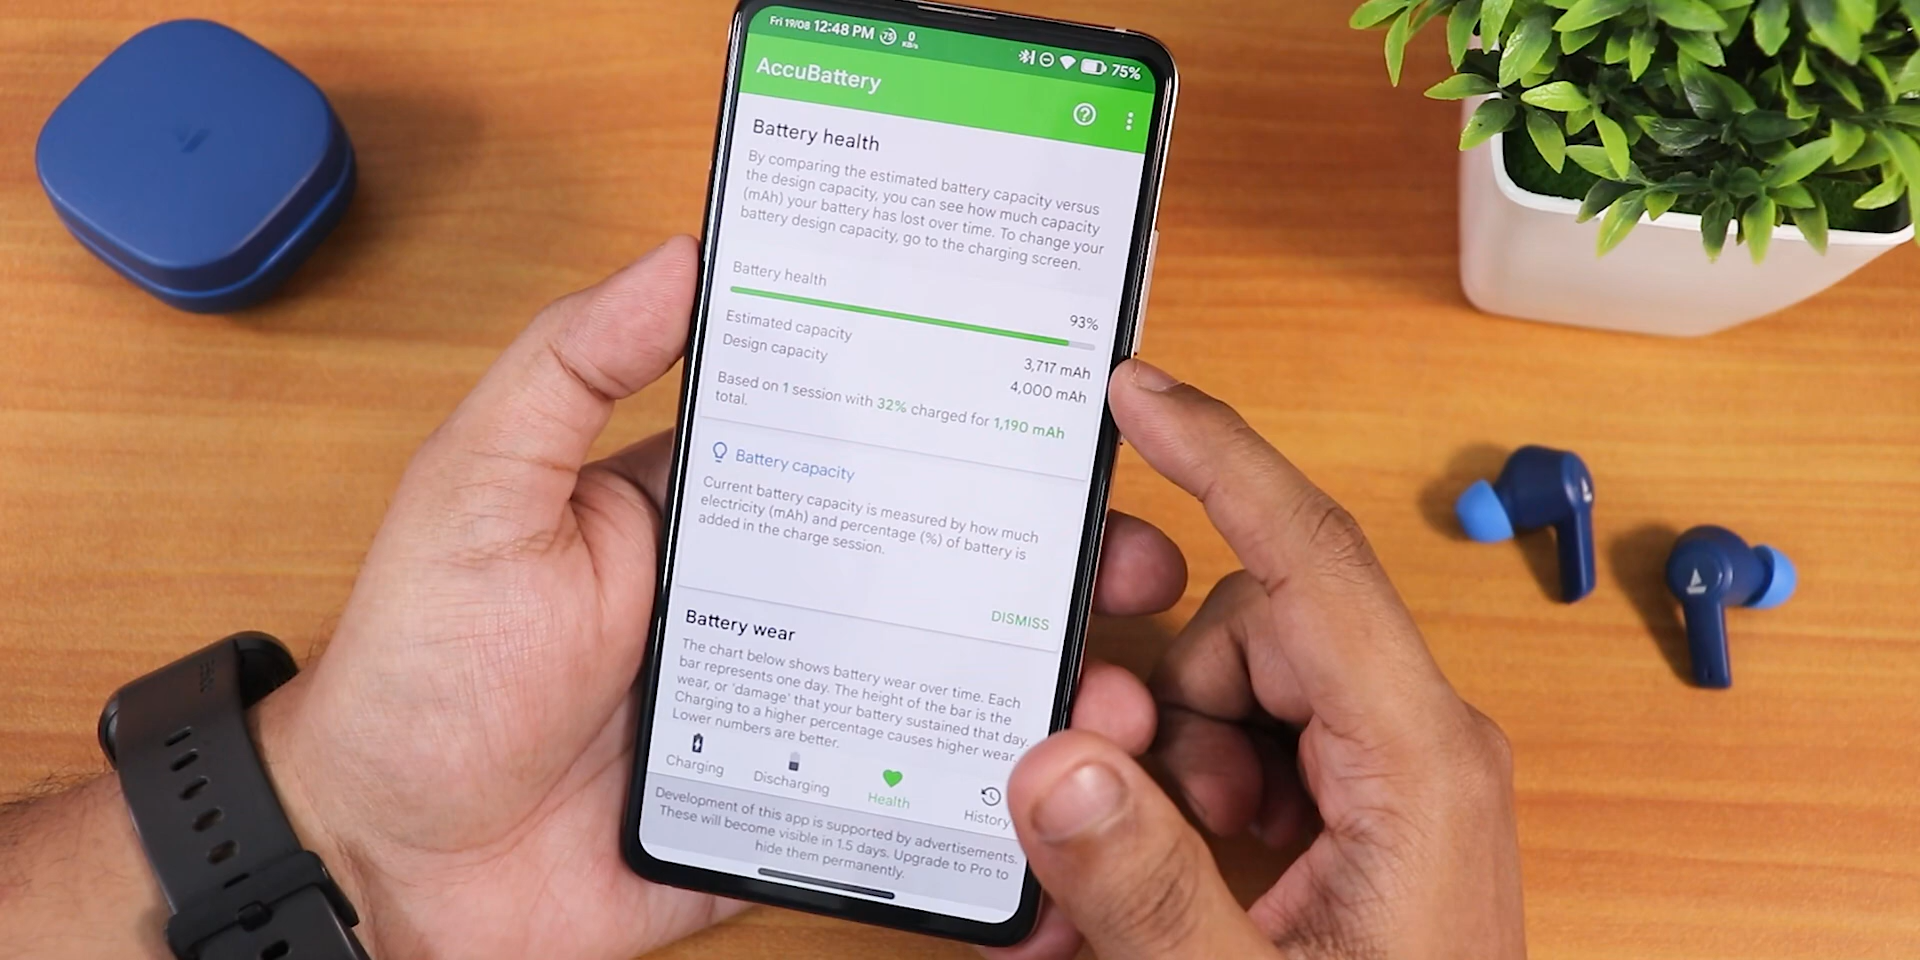 Fri 19/08 12:48 PM 75 0 KB/s 75%
AccuBattery
Battery health
By comparing the estimated battery capacity versus
the design capacity, you can see how much capacity
(mAh) your battery has lost over time. To change your
battery design capacity, go to the charging screen.
Battery health
93%
Estimated capacity 3,717 mAh
Design capacity 4,000 mAh
Based on 1 session with 32% charged for 1,190 mAh
total.
Battery capacity
Current battery capacity is measured by how much
electricity (mAh) and percentage (%) of battery is
added in the charge session.
DISMISS
Battery wear
The chart below shows battery wear over time. Each
bar represents one day. The height of the bar is the
wear, or 'damage' that your battery sustained that day.
Charging to a higher percentage causes higher wear.
Lower numbers are better.
Charging Discharging Health History
Development of this app is supported by advertisements.
These will become visible in 1.5 days. Upgrade to Pro to
hide them permanently.